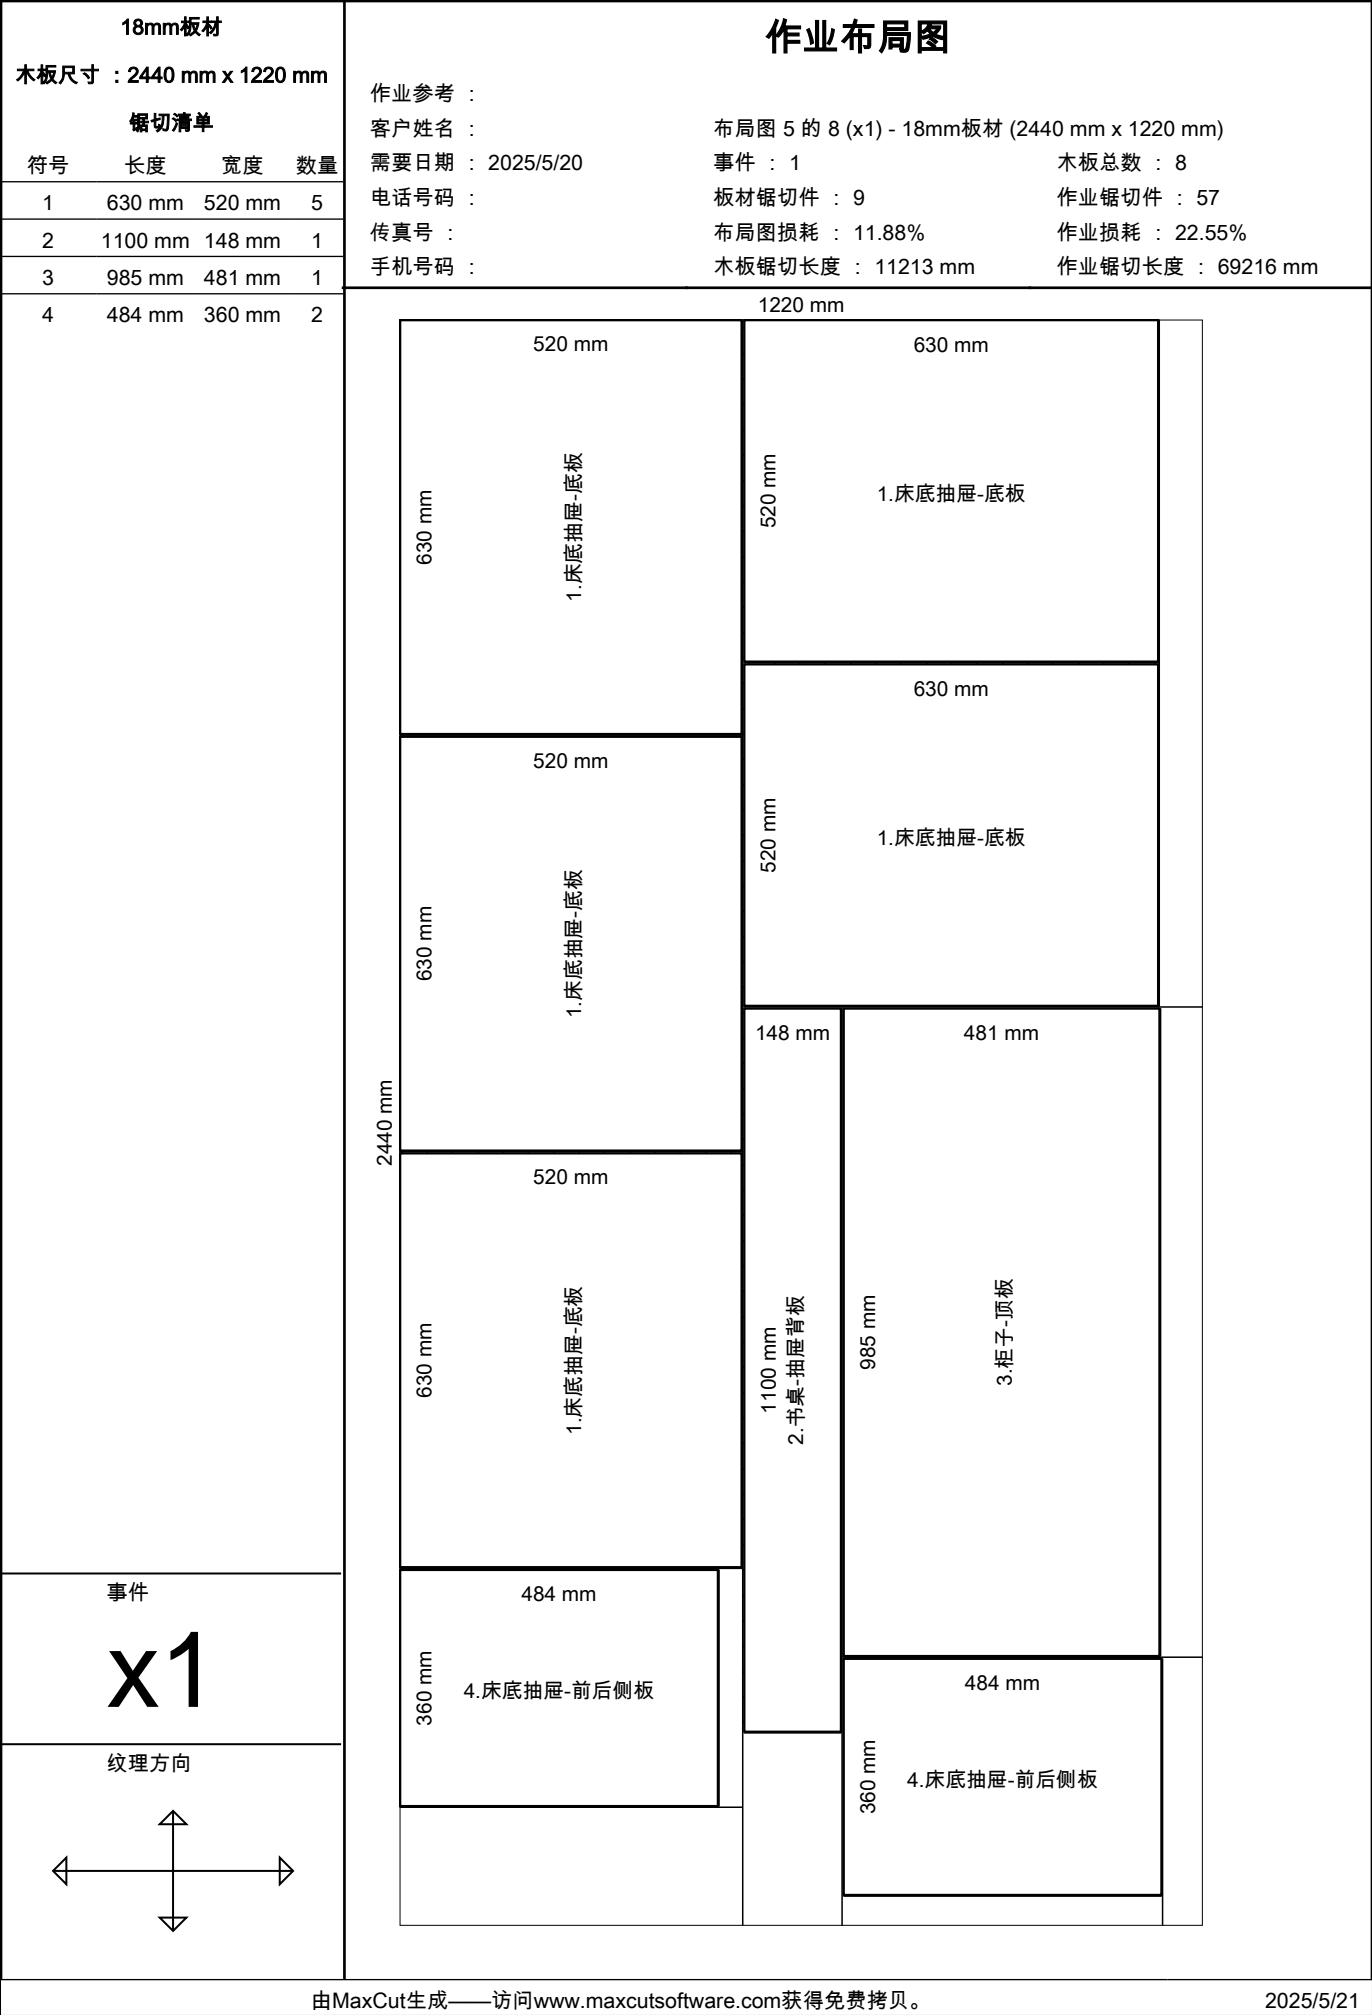 18mm板材
木板尺寸 : 2440 mm x 1220 mm
锯切清单
符号 长度 宽度 数量
1 630 mm 520 mm 5
2 1100 mm 148 mm 1
3 985 mm 481 mm 1
4 484 mm 360 mm 2
作业布局图
作业参考 :
客户姓名 : 布局图 5 的 8 (x1) - 18mm板材 (2440 mm x 1220 mm)
需要日期 : 2025/5/20 事件 : 1 木板总数 : 8
电话号码 : 板材锯切件 : 9 作业锯切件 : 57
传真号 : 布局图损耗 : 11.88% 作业损耗 : 22.55%
手机号码 : 木板锯切长度 : 11213 mm 作业锯切长度 : 69216 mm
1220 mm
2440 mm
520 mm
630 mm
1.床底抽屉-底板
630 mm
520 mm
1.床底抽屉-底板
520 mm
630 mm
1.床底抽屉-底板
630 mm
520 mm
1.床底抽屉-底板
520 mm
630 mm
1.床底抽屉-底板
148 mm
1100 mm
2.书桌-抽屉背板
481 mm
985 mm
3.柜子-顶板
484 mm
360 mm
4.床底抽屉-前后侧板
484 mm
360 mm
4.床底抽屉-前后侧板
事件
x1
纹理方向
由MaxCut生成——访问www.maxcutsoftware.com获得免费拷贝。
2025/5/21